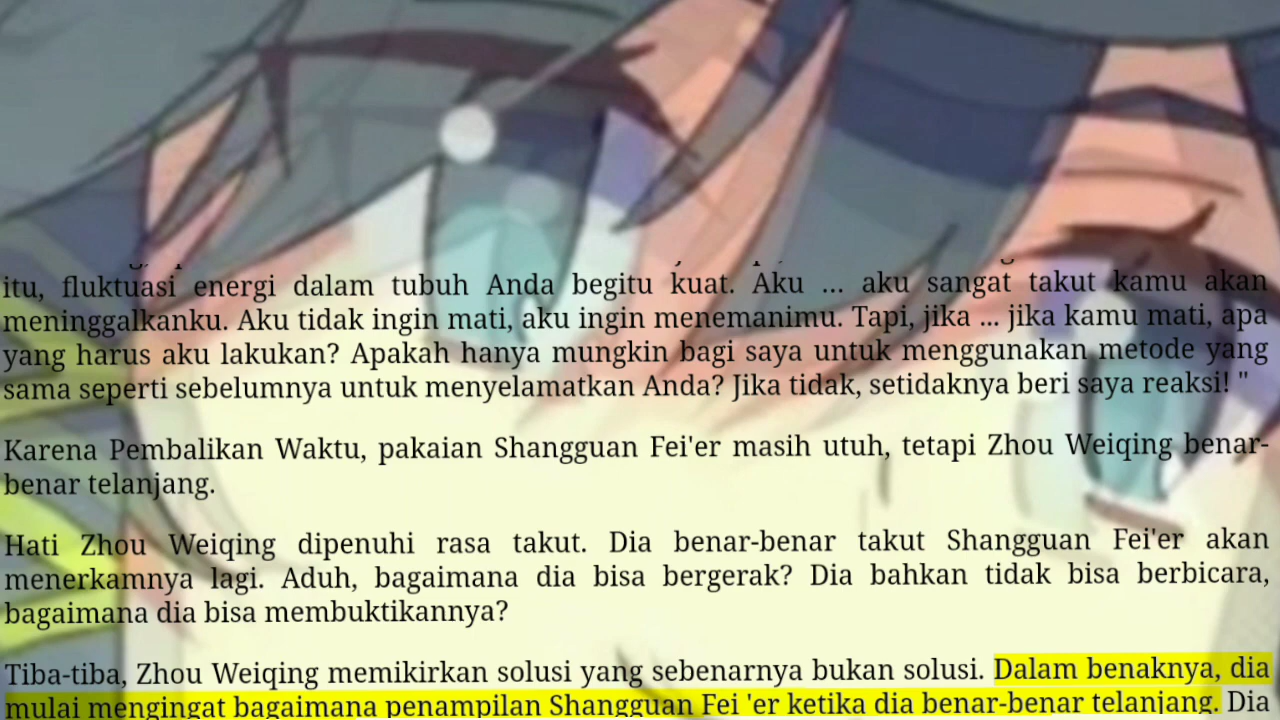 itu, fluktuasi energi dalam tubuh Anda begitu kuat. Aku ... aku sangat takut kamu akan
meninggalkanku. Aku tidak ingin mati, aku ingin menemanimu. Tapi, jika ... jika kamu mati, apa
yang harus aku lakukan? Apakah hanya mungkin bagi saya untuk menggunakan metode yang
sama seperti sebelumnya untuk menyelamatkan Anda? Jika tidak, setidaknya beri saya reaksi! "
Karena Pembalikan Waktu, pakaian Shangguan Fei'er masih utuh, tetapi Zhou Weiqing benar-
benar telanjang.
Hati Zhou Weiqing dipenuhi rasa takut. Dia benar-benar takut Shangguan Fei'er akan
menerkamnya lagi. Aduh, bagaimana dia bisa bergerak? Dia bahkan tidak bisa berbicara,
bagaimana dia bisa membuktikannya?
Tiba-tiba, Zhou Weiqing memikirkan solusi yang sebenarnya bukan solusi. Dalam benaknya, dia
mulai mengingat bagaimana penampilan Shangguan Fei 'er ketika dia benar-benar telanjang. Dia